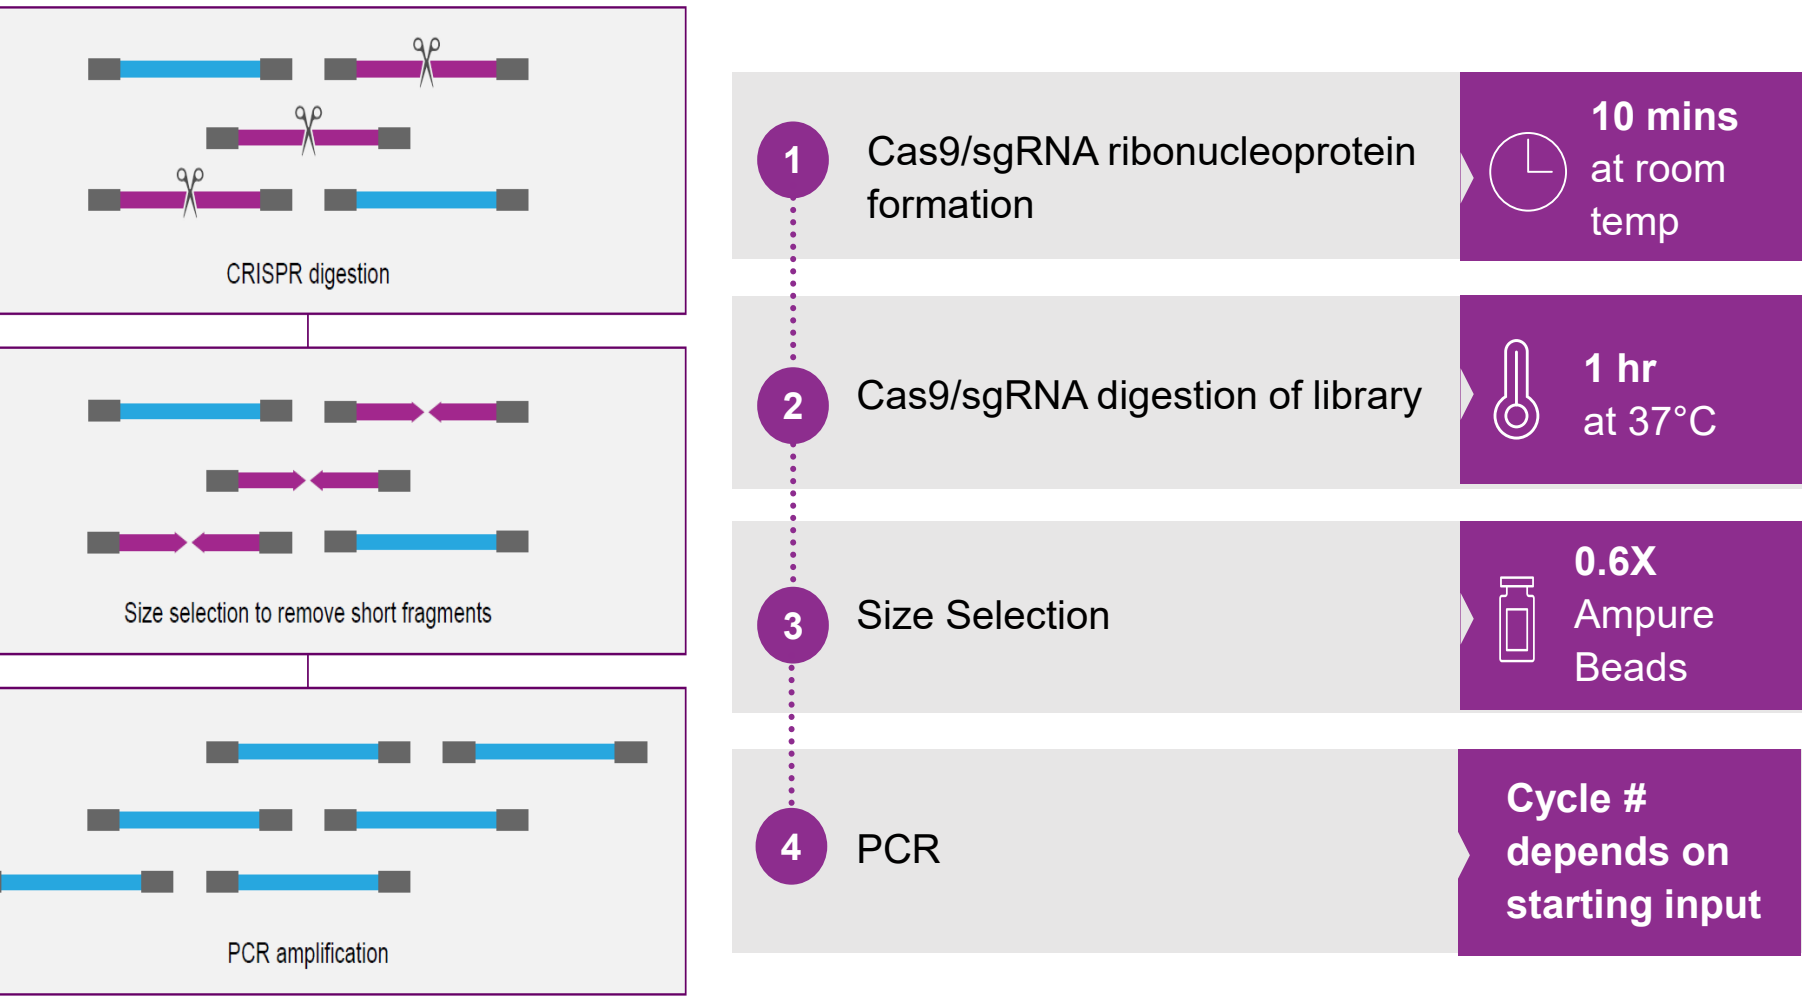 CRISPR digestion
Size selection to remove short fragments
PCR amplification
1
Cas9/sgRNA ribonucleoprotein
formation
10 mins
at room
temp
2
Cas9/sgRNA digestion of library
1 hr
at 37°C
3
Size Selection
0.6X
Ampure
Beads
4
PCR
Cycle #
depends on
starting input